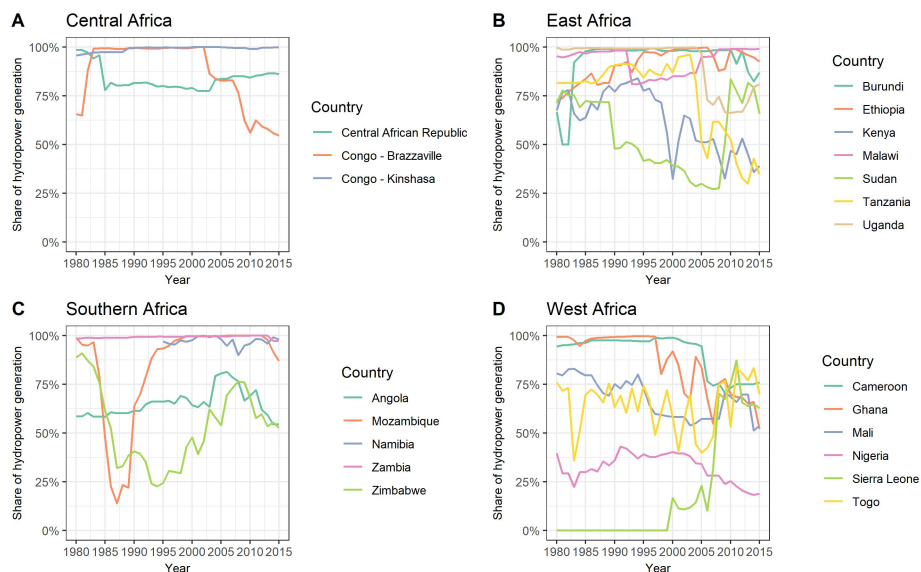 A Central Africa
Share of hydopower generation
100%
75%
50%
25%
0%
1980 1985 1990 1995 2000 2005 2010 2015
Year
Country
Central African Republic
Congo - Brazzaville
Congo - Kinshasa
B East Africa
Share of hydropower generation
100%
75%
50%
25%
0%
1980 1985 1990 1995 2000 2005 2010 2015
Year
Country
Burundi
Ethiopia
Kenya
Malawi
Sudan
Tanzania
Uganda
C Southern Africa
Share of hydropower generation
100%
75%
50%
25%
0%
1980 1985 1990 1995 2000 2005 2010 2015
Year
Country
Angola
Mozambique
Namibia
Zambia
Zimbabwe
D West Africa
Share of hydropower generation
100%
75%
50%
25%
0%
1980 1985 1990 1995 2000 2005 2010 2015
Year
Country
Cameroon
Ghana
Mali
Nigeria
Sierra Leone
Togo